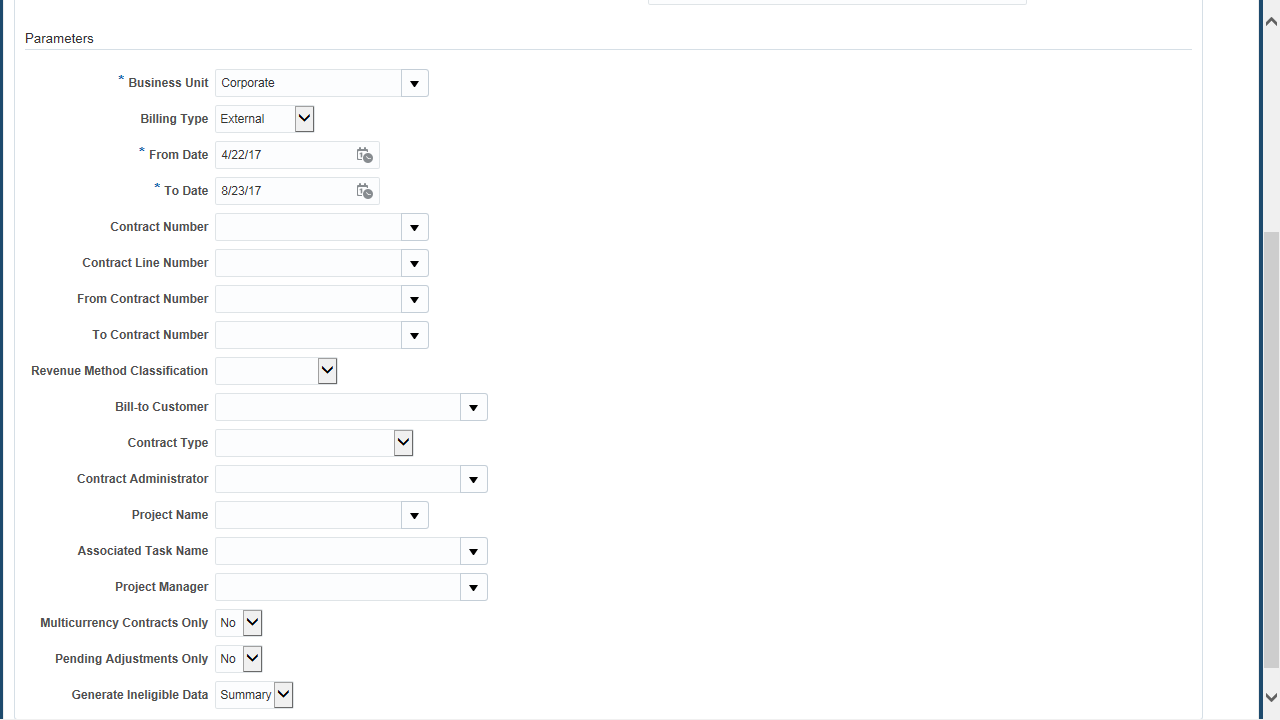 Parameters
* Business Unit Corporate
Billing Type External
* From Date 4/22/17
* To Date 8/23/17
Contract Number
Contract Line Number
From Contract Number
To Contract Number
Revenue Method Classification
Bill-to Customer
Contract Type
Contract Administrator
Project Name
Associated Task Name
Project Manager
Multicurrency Contracts Only No
Pending Adjustments Only No
Generate Ineligible Data Summary